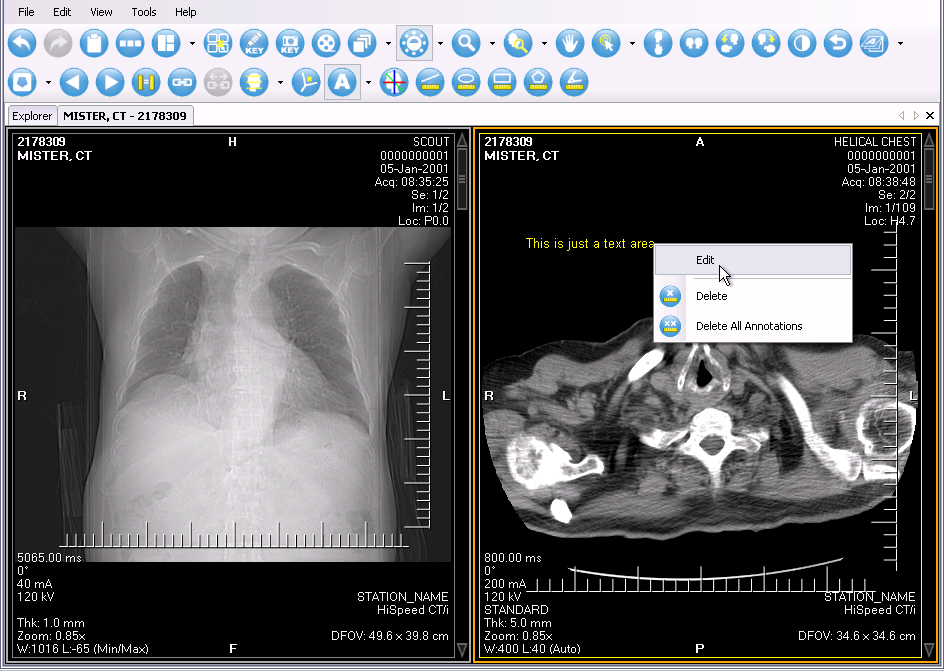 File Edit View Tools Help
KEY KEY
A
Explorer MISTER, CT - 2178309
2178309 H SCOUT
MISTER, CT 0000000001
05-Jan-2001
Acq: 08:35:25
Se: 1/2
Im: 1/2
Loc: P0.0
R L
5065.00 ms
0°
40 mA
120 kV STATION_NAME
HiSpeed CT/i
Thk: 1.0 mm
Zoom: 0.85x DFOV: 49.6 x 39.8 cm
W:1016 L:-65 (Min/Max) F
2178309 A HELICAL CHEST
MISTER, CT 0000000001
05-Jan-2001
Acq: 08:38:48
Se: 2/2
Im: 1/109
Loc: H4.7
This is just a text area
Edit
Delete
Delete All Annotations
R L
800.00 ms
0°
200 mA
120 kV STATION_NAME
STANDARD HiSpeed CT/i
Thk: 5.0 mm
Zoom: 0.85x DFOV: 34.6 x 34.6 cm
W:400 L:40 (Auto) P